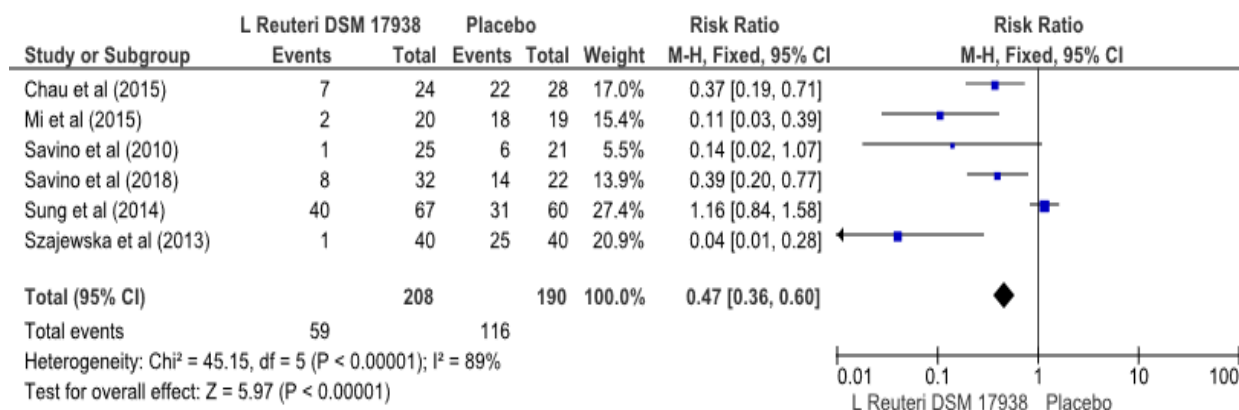 L Reuteri DSM 17938 Placebo Risk Ratio Risk Ratio
Study or Subgroup Events Total Events Total Weight M-H, Fixed, 95% CI M-H, Fixed, 95% CI
Chau et al (2015) 7 24 22 28 17.0% 0.37 [0.19, 0.71]
Mi et al (2015) 2 20 18 19 15.4% 0.11 [0.03, 0.39]
Savino et al (2010) 1 25 6 21 5.5% 0.14 [0.02, 1.07]
Savino et al (2018) 8 32 14 22 13.9% 0.39 [0.20, 0.77]
Sung et al (2014) 40 67 31 60 27.4% 1.16 [0.84, 1.58]
Szajewska et al (2013) 1 40 25 40 20.9% 0.04 [0.01, 0.28]
Total (95% CI) 208 190 100.0% 0.47 [0.36, 0.60]
Total events 59 116
Heterogeneity: Chi² = 45.15, df = 5 (P < 0.00001); I² = 89%
Test for overall effect: Z = 5.97 (P < 0.00001)
0.01 0.1 1 10 100
L Reuteri DSM 17938 Placebo